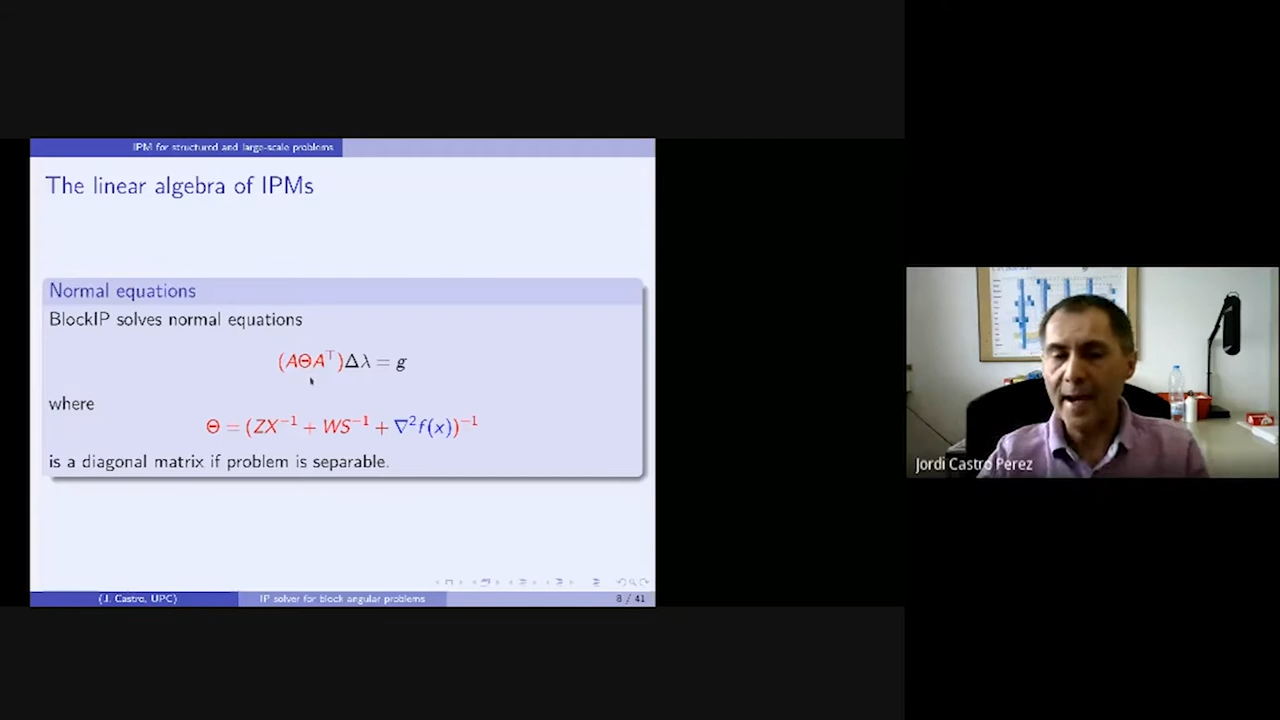 IPM for structured and large-scale problems
The linear algebra of IPMs
Normal equations
BlockIP solves normal equations
(AΘA⊤)Δλ = g
where
Θ = (ZX⁻¹ + WS⁻¹ + ∇²f(x))⁻¹
is a diagonal matrix if problem is separable.
(J. Castro, UPC)
IP solver for block angular problems
8 / 41
Jordi Castro Perez